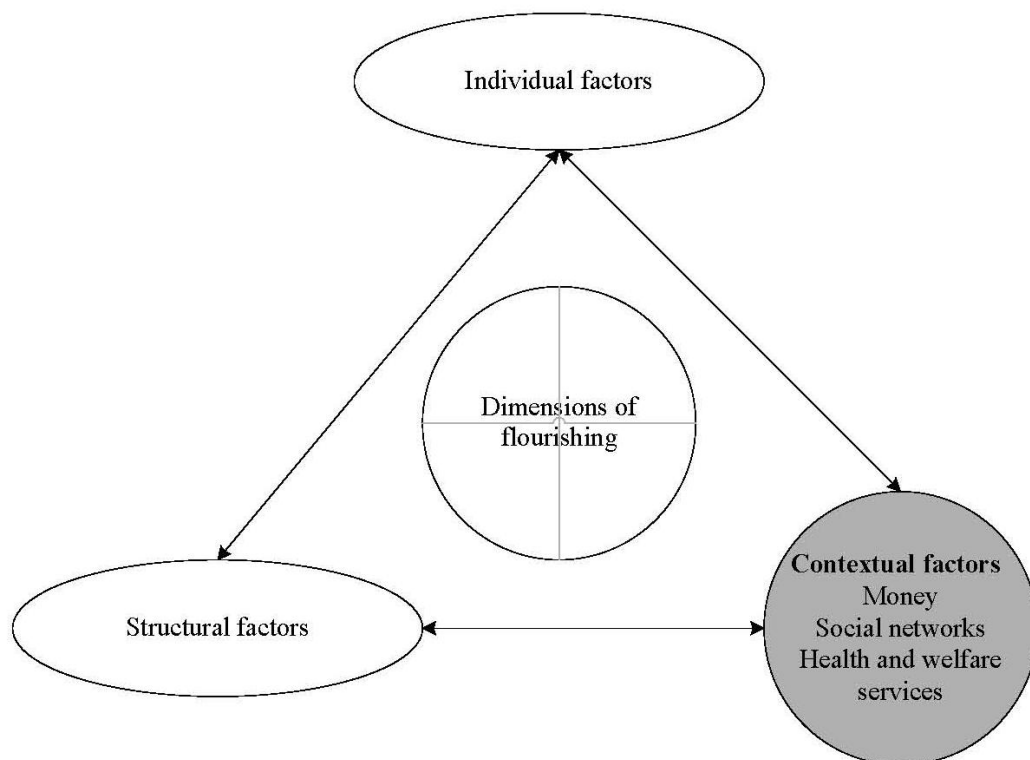 Individual factors
Dimensions of
flourishing
Structural factors
Contextual factors
Money
Social networks
Health and welfare
services